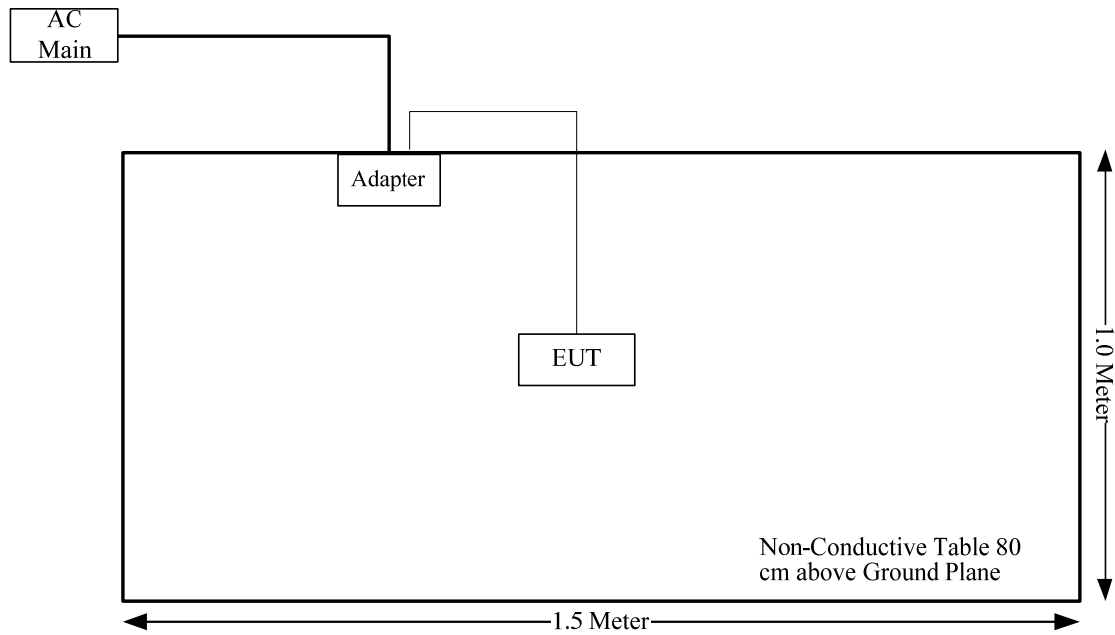 AC
Main
Adapter
EUT
1.0 Meter
Non-Conductive Table 80
cm above Ground Plane
1.5 Meter